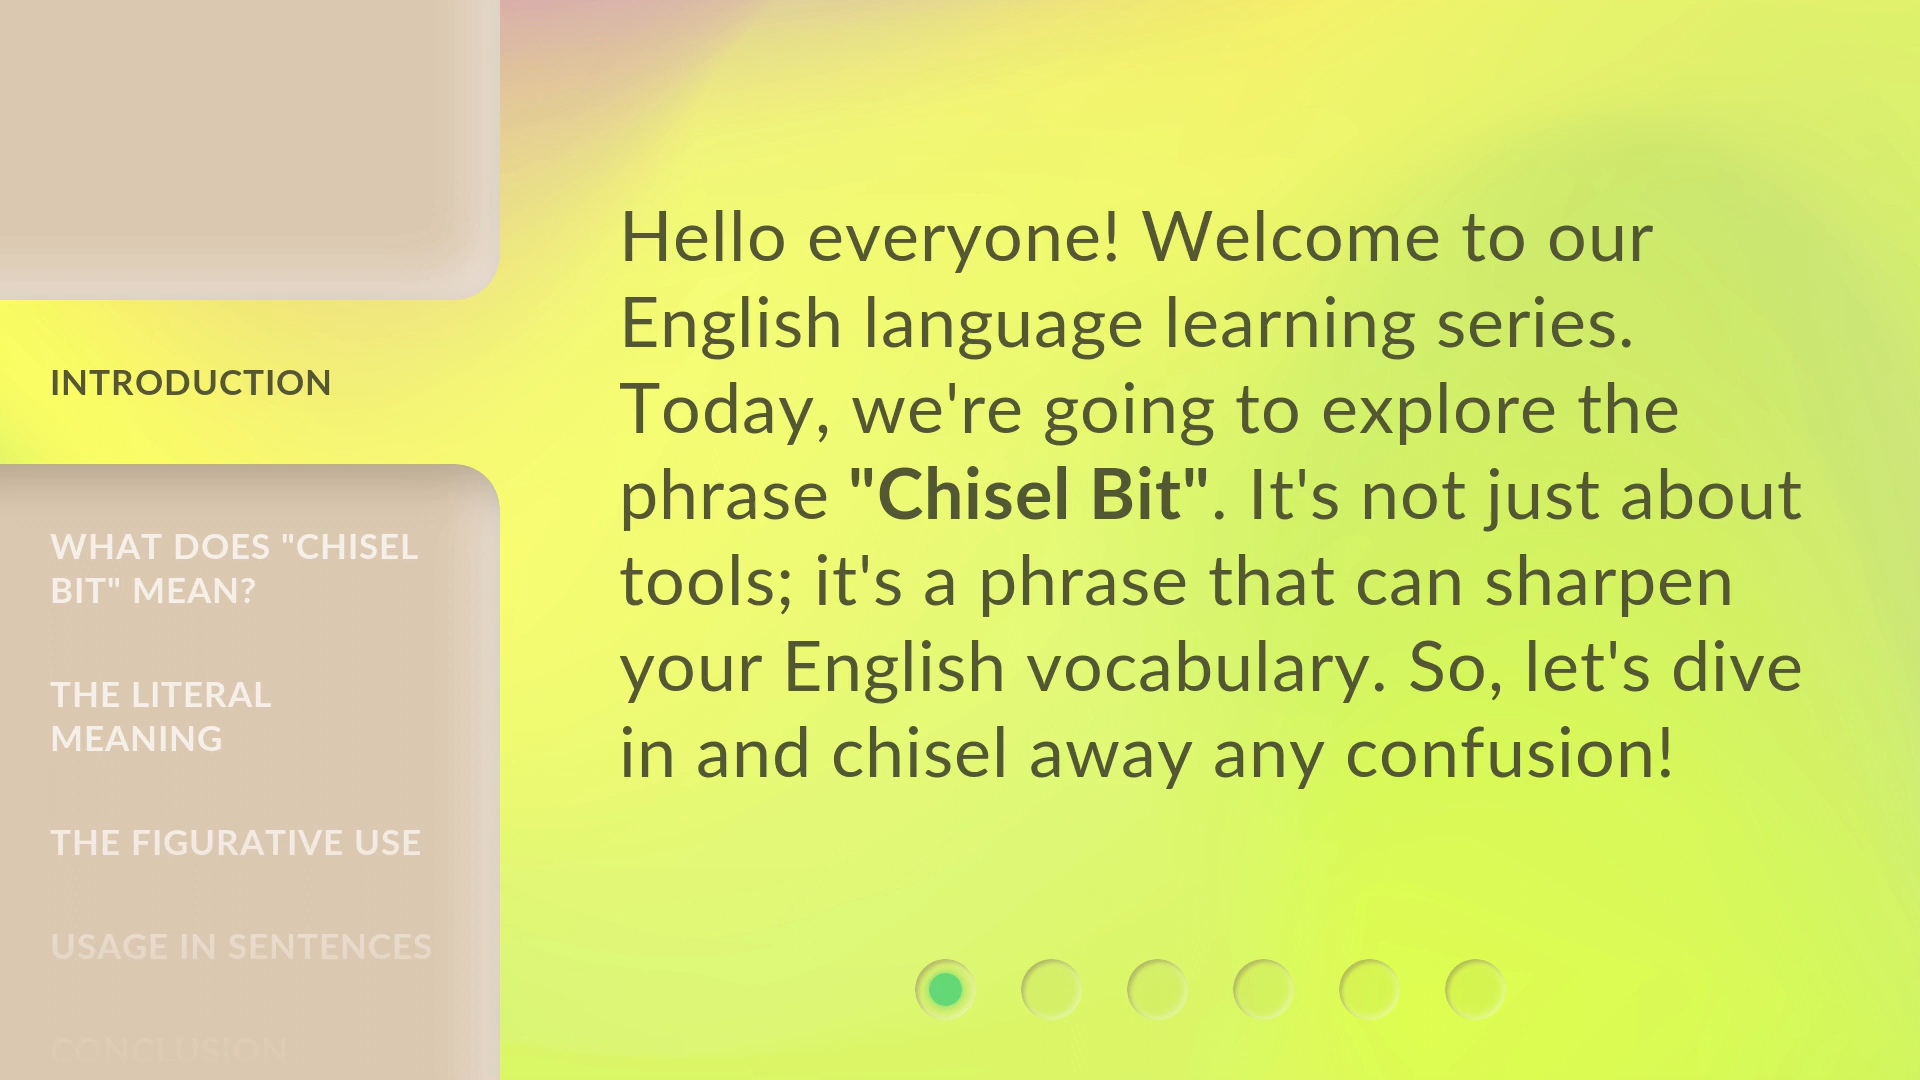 INTRODUCTION
WHAT DOES "CHISEL
BIT" MEAN?
THE LITERAL
MEANING
THE FIGURATIVE USE
USAGE IN SENTENCES
CONCLUSION
Hello everyone! Welcome to our
English language learning series.
Today, we're going to explore the
phrase "Chisel Bit". It's not just about
tools; it's a phrase that can sharpen
your English vocabulary. So, let's dive
in and chisel away any confusion!